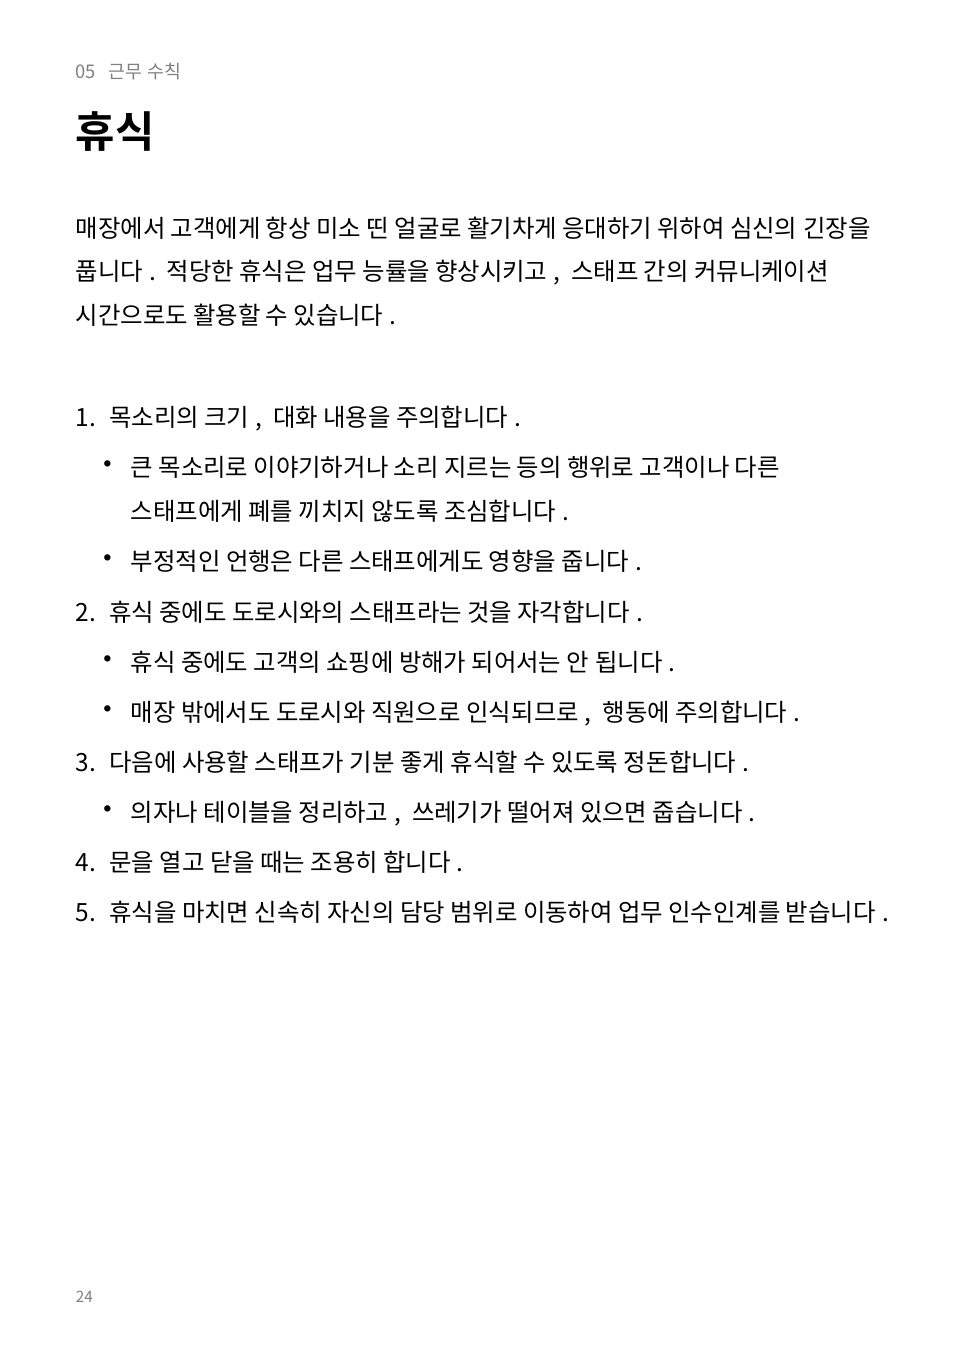 05 근무 수칙
휴식
매장에서 고객에게 항상 미소 띤 얼굴로 활기차게 응대하기 위하여 심신의 긴장을
풉니다 . 적당한 휴식은 업무 능률을 향상시키고 , 스태프 간의 커뮤니케이션
시간으로도 활용할 수 있습니다 .
1. 목소리의 크기 , 대화 내용을 주의합니다 .
• 큰 목소리로 이야기하거나 소리 지르는 등의 행위로 고객이나 다른
스태프에게 폐를 끼치지 않도록 조심합니다 .
• 부정적인 언행은 다른 스태프에게도 영향을 줍니다 .
2. 휴식 중에도 도로시와의 스태프라는 것을 자각합니다 .
• 휴식 중에도 고객의 쇼핑에 방해가 되어서는 안 됩니다 .
• 매장 밖에서도 도로시와 직원으로 인식되므로 , 행동에 주의합니다 .
3. 다음에 사용할 스태프가 기분 좋게 휴식할 수 있도록 정돈합니다 .
• 의자나 테이블을 정리하고 , 쓰레기가 떨어져 있으면 줍습니다 .
4. 문을 열고 닫을 때는 조용히 합니다 .
5. 휴식을 마치면 신속히 자신의 담당 범위로 이동하여 업무 인수인계를 받습니다 .
24